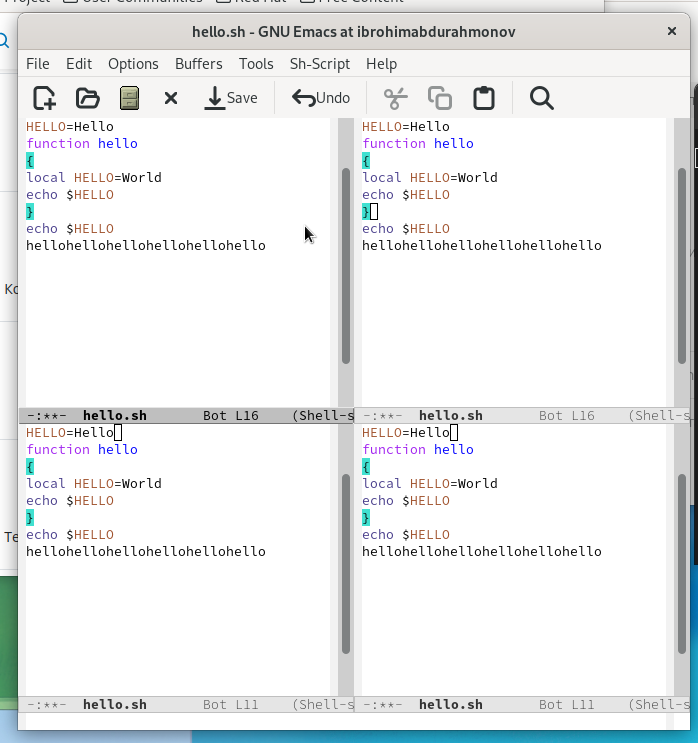 User Communities
Red Hat
Free Content
hello.sh - GNU Emacs at ibrohimabdurahmonov
File Edit Options Buffers Tools Sh-Script Help
Save Undo
HELLO=Hello
function hello
{
local HELLO=World
echo $HELLO
}
echo $HELLO
hellohellohellohellohellohello
-:**- hello.sh Bot L16 (Shell-s
HELLO=Hello
function hello
{
local HELLO=World
echo $HELLO
}
echo $HELLO
hellohellohellohellohellohello
-:**- hello.sh Bot L16 (Shell-s
HELLO=Hello
function hello
{
local HELLO=World
echo $HELLO
}
echo $HELLO
hellohellohellohellohellohello
-:**- hello.sh Bot L11 (Shell-s
HELLO=Hello
function hello
{
local HELLO=World
echo $HELLO
}
echo $HELLO
hellohellohellohellohellohello
-:**- hello.sh Bot L11 (Shell-s
Ko
Te